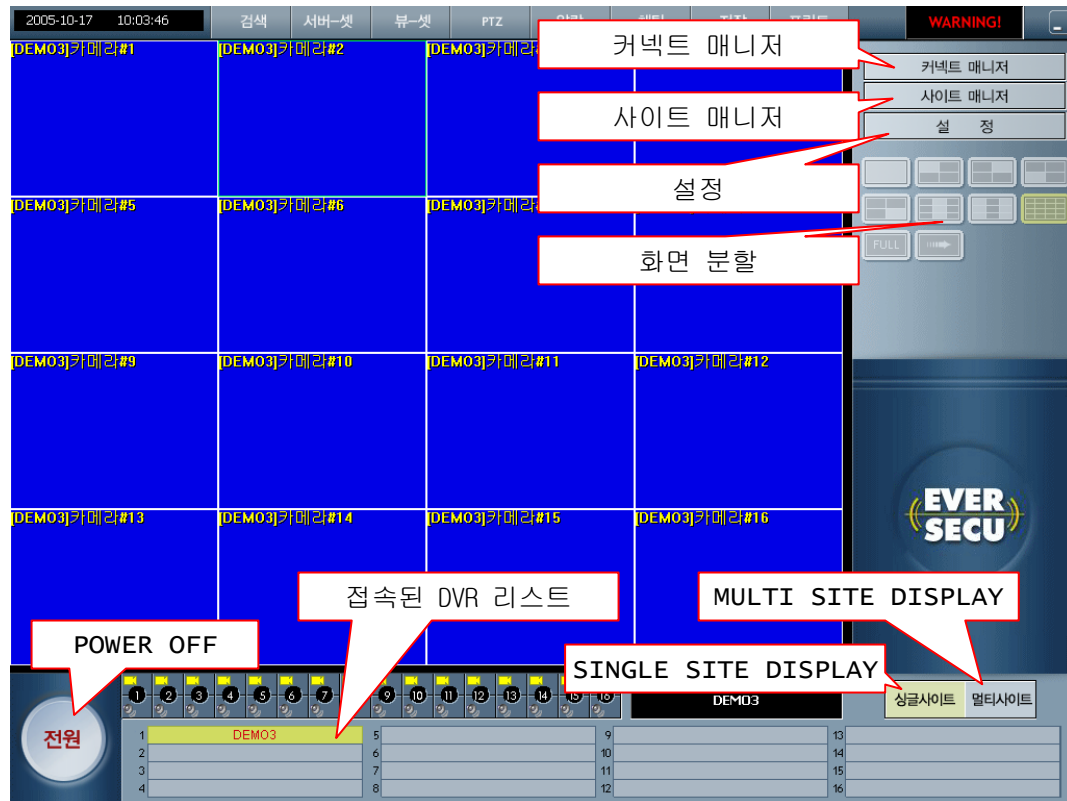 2005-10-17 10:03:46 검색 서버-셋 뷰-셋 PTZ WARNING!
[DEMO3]카메라#1 [DEMO3]카메라#2 [DEMO3]카메라
커넥트 매니저
커넥트 매니저
사이트 매니저
사이트 매니저
설 정
설정
[DEMO3]카메라#5 [DEMO3]카메라#6 [DEMO3]카메라
화면 분할
FULL
[DEMO3]카메라#9 [DEMO3]카메라#10 [DEMO3]카메라#11 [DEMO3]카메라#12
[DEMO3]카메라#13 [DEMO3]카메라#14 [DEMO3]카메라#15 [DEMO3]카메라#16
EVER
SECU
접속된 DVR 리스트
MULTI SITE DISPLAY
POWER OFF
SINGLE SITE DISPLAY
1 2 3 4 5 6 7 9 10 11 12 13 14 15 16
DEMO3
싱글사이트 멀티사이트
전원
1 DEMO3 5 9 13
2 6 10 14
3 7 11 15
4 8 12 16